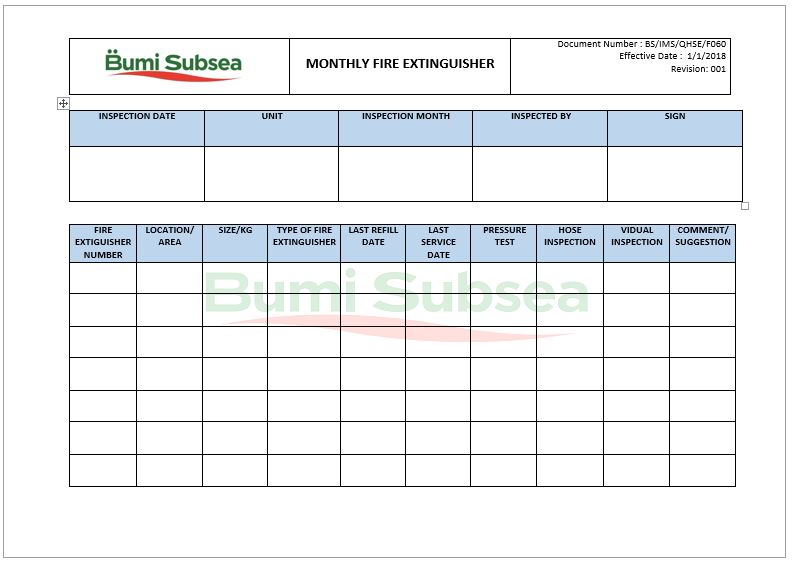 Bumi Subsea
MONTHLY FIRE EXTINGUISHER
Document Number : BS/IMS/QHSE/F060
Effective Date : 1/1/2018
Revision: 001
INSPECTION DATE
UNIT
INSPECTION MONTH
INSPECTED BY
SIGN
FIRE
EXTIGUISHER
NUMBER
LOCATION/
AREA
SIZE/KG
TYPE OF FIRE
EXTINGUISHER
LAST REFILL
DATE
LAST
SERVICE
DATE
PRESSURE
TEST
HOSE
INSPECTION
VIDUAL
INSPECTION
COMMENT/
SUGGESTION
Bumi Subsea